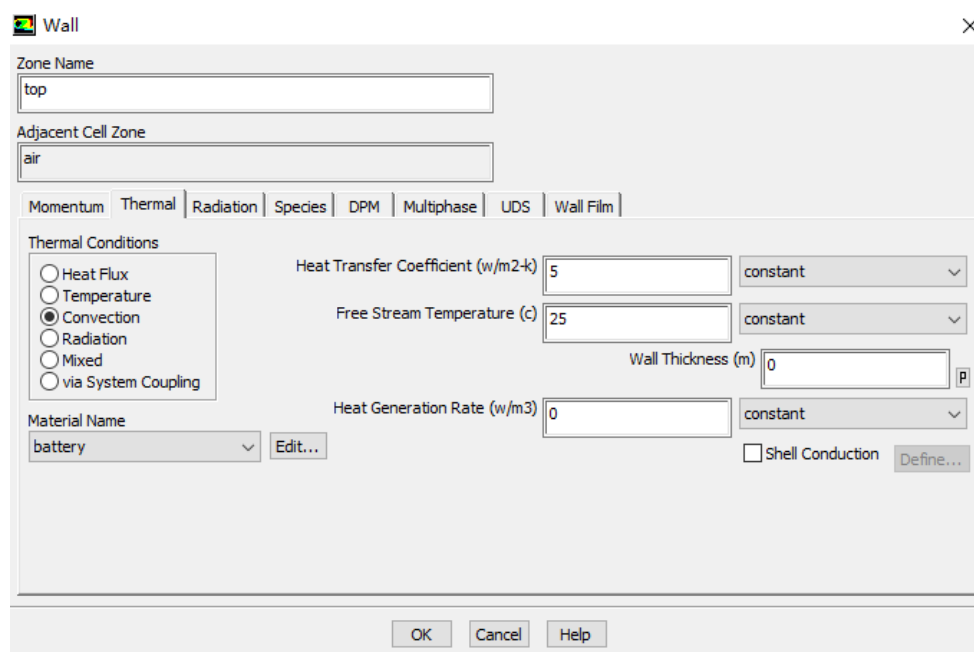 Wall
Zone Name
top
Adjacent Cell Zone
air
Momentum Thermal Radiation Species DPM Multiphase UDS Wall Film
Thermal Conditions
Heat Flux
Temperature
Convection
Radiation
Mixed
via System Coupling
Material Name
battery Edit...
Heat Transfer Coefficient (w/m2-k) 5 constant
Free Stream Temperature (c) 25 constant
Wall Thickness (m) 0 P
Heat Generation Rate (w/m3) 0 constant
Shell Conduction Define...
OK Cancel Help